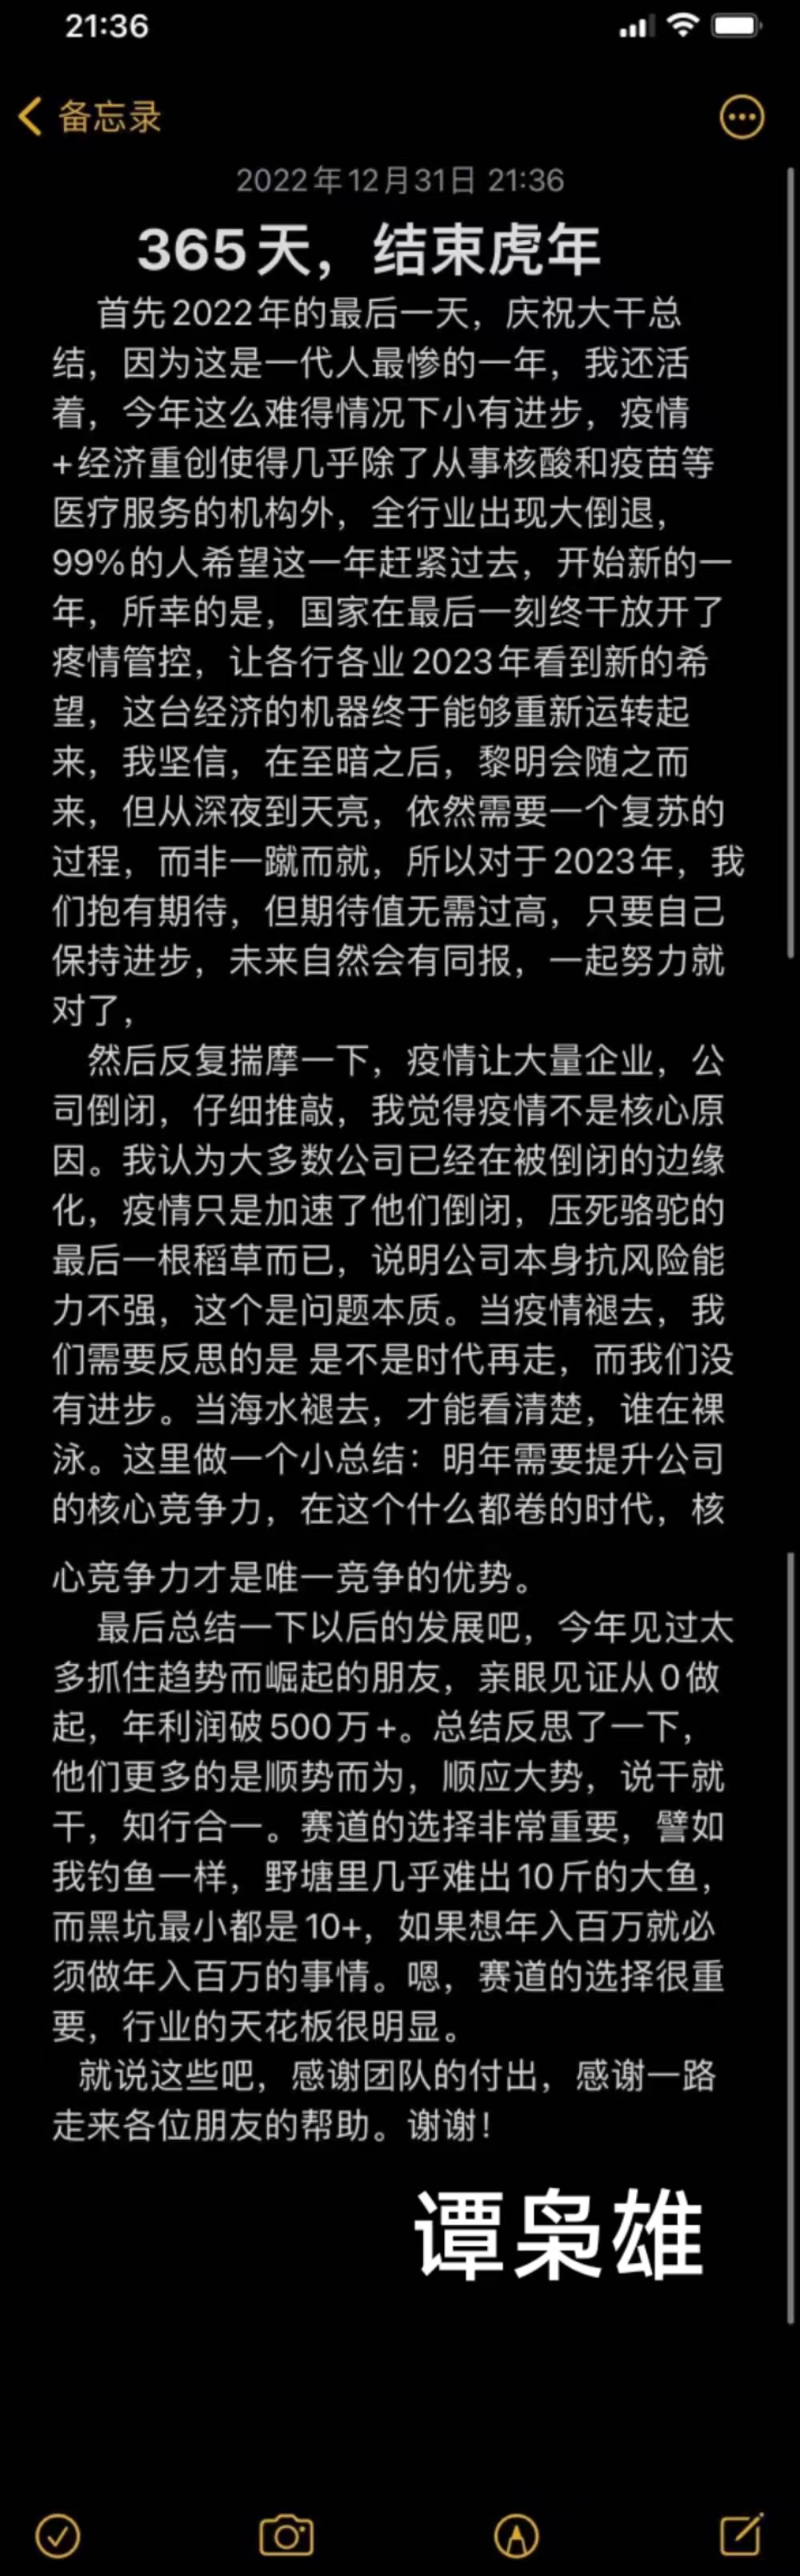 21:36
备忘录
2022年12月31日 21:36
365天，结束虎年
首先2022年的最后一天，庆祝大干总
结，因为这是一代人最惨的一年，我还活
着，今年这么难得情况下小有进步，疫情
+经济重创使得几乎除了从事核酸和疫苗等
医疗服务的机构外，全行业出现大倒退，
99%的人希望这一年赶紧过去，开始新的一
年，所幸的是，国家在最后一刻终干放开了
疼情管控，让各行各业2023年看到新的希
望，这台经济的机器终于能够重新运转起
来，我坚信，在至暗之后，黎明会随之而
来，但从深夜到天亮，依然需要一个复苏的
过程，而非一蹴而就，所以对于2023年，我
们抱有期待，但期待值无需过高，只要自己
保持进步，未来自然会有同报，一起努力就
对了，
然后反复揣摩一下，疫情让大量企业，公
司倒闭，仔细推敲，我觉得疫情不是核心原
因。我认为大多数公司已经在被倒闭的边缘
化，疫情只是加速了他们倒闭，压死骆驼的
最后一根稻草而已，说明公司本身抗风险能
力不强，这个是问题本质。当疫情褪去，我
们需要反思的是 是不是时代再走，而我们没
有进步。当海水褪去，才能看清楚，谁在裸
泳。这里做一个小总结：明年需要提升公司
的核心竞争力，在这个什么都卷的时代，核
心竞争力才是唯一竞争的优势。
最后总结一下以后的发展吧，今年见过太
多抓住趋势而崛起的朋友，亲眼见证从0做
起，年利润破500万+。总结反思了一下，
他们更多的是顺势而为，顺应大势，说干就
干，知行合一。赛道的选择非常重要，譬如
我钓鱼一样，野塘里几乎难出10斤的大鱼，
而黑坑最小都是10+，如果想年入百万就必
须做年入百万的事情。嗯，赛道的选择很重
要，行业的天花板很明显。
就说这些吧，感谢团队的付出，感谢一路
走来各位朋友的帮助。谢谢！
谭枭雄